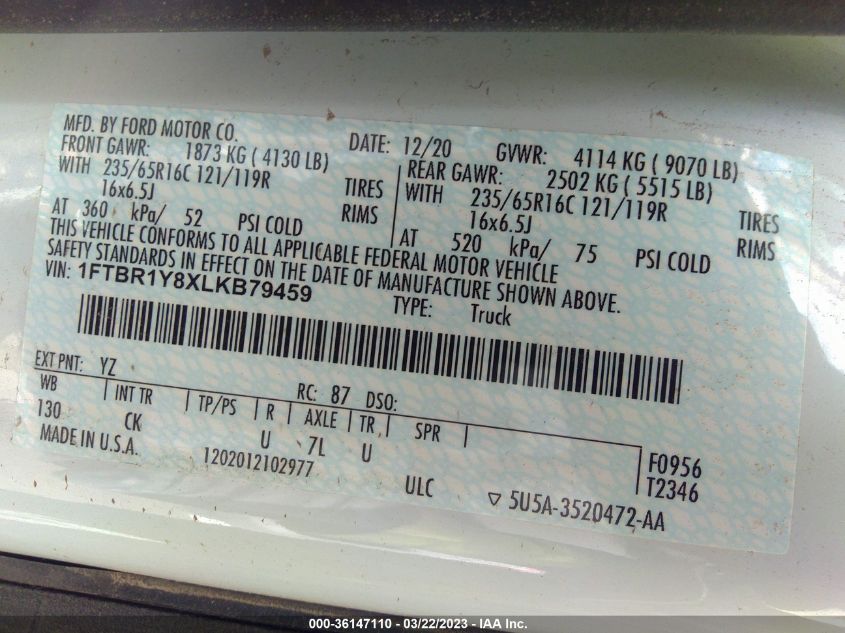 MFD. BY FORD MOTOR CO.
DATE: 12/20 GVWR: 4114 KG ( 9070 LB)
FRONT GAWR: 1873 KG ( 4130 LB)
REAR GAWR: 2502 KG ( 5515 LB)
WITH 235/65R16C 121/119R TIRES
WITH 235/65R16C 121/119R TIRES
16x6.5J RIMS
16x6.5J RIMS
AT 360 kPa/ 52 PSI COLD
AT 520 kPa/ 75 PSI COLD
THIS VEHICLE CONFORMS TO ALL APPLICABLE FEDERAL MOTOR VEHICLE
SAFETY STANDARDS IN EFFECT ON THE DATE OF MANUFACTURE SHOWN ABOVE.
VIN: 1FTBR1Y8XLKB79459
TYPE: Truck
EXT PNT: YZ RC: 87 DSO:
WB INT TR TP/PS R AXLE TR SPR
130 CK U 7L U
F0956
T2346
MADE IN U.S.A. 1202012102977
ULC 5U5A-3520472-AA
000-36147110 - 03/22/2023 - IAA Inc.